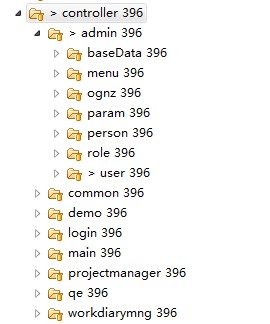 > controller 396
> admin 396
baseData 396
menu 396
ognz 396
param 396
person 396
role 396
> user 396
common 396
demo 396
login 396
main 396
projectmanager 396
qe 396
workdiarymng 396